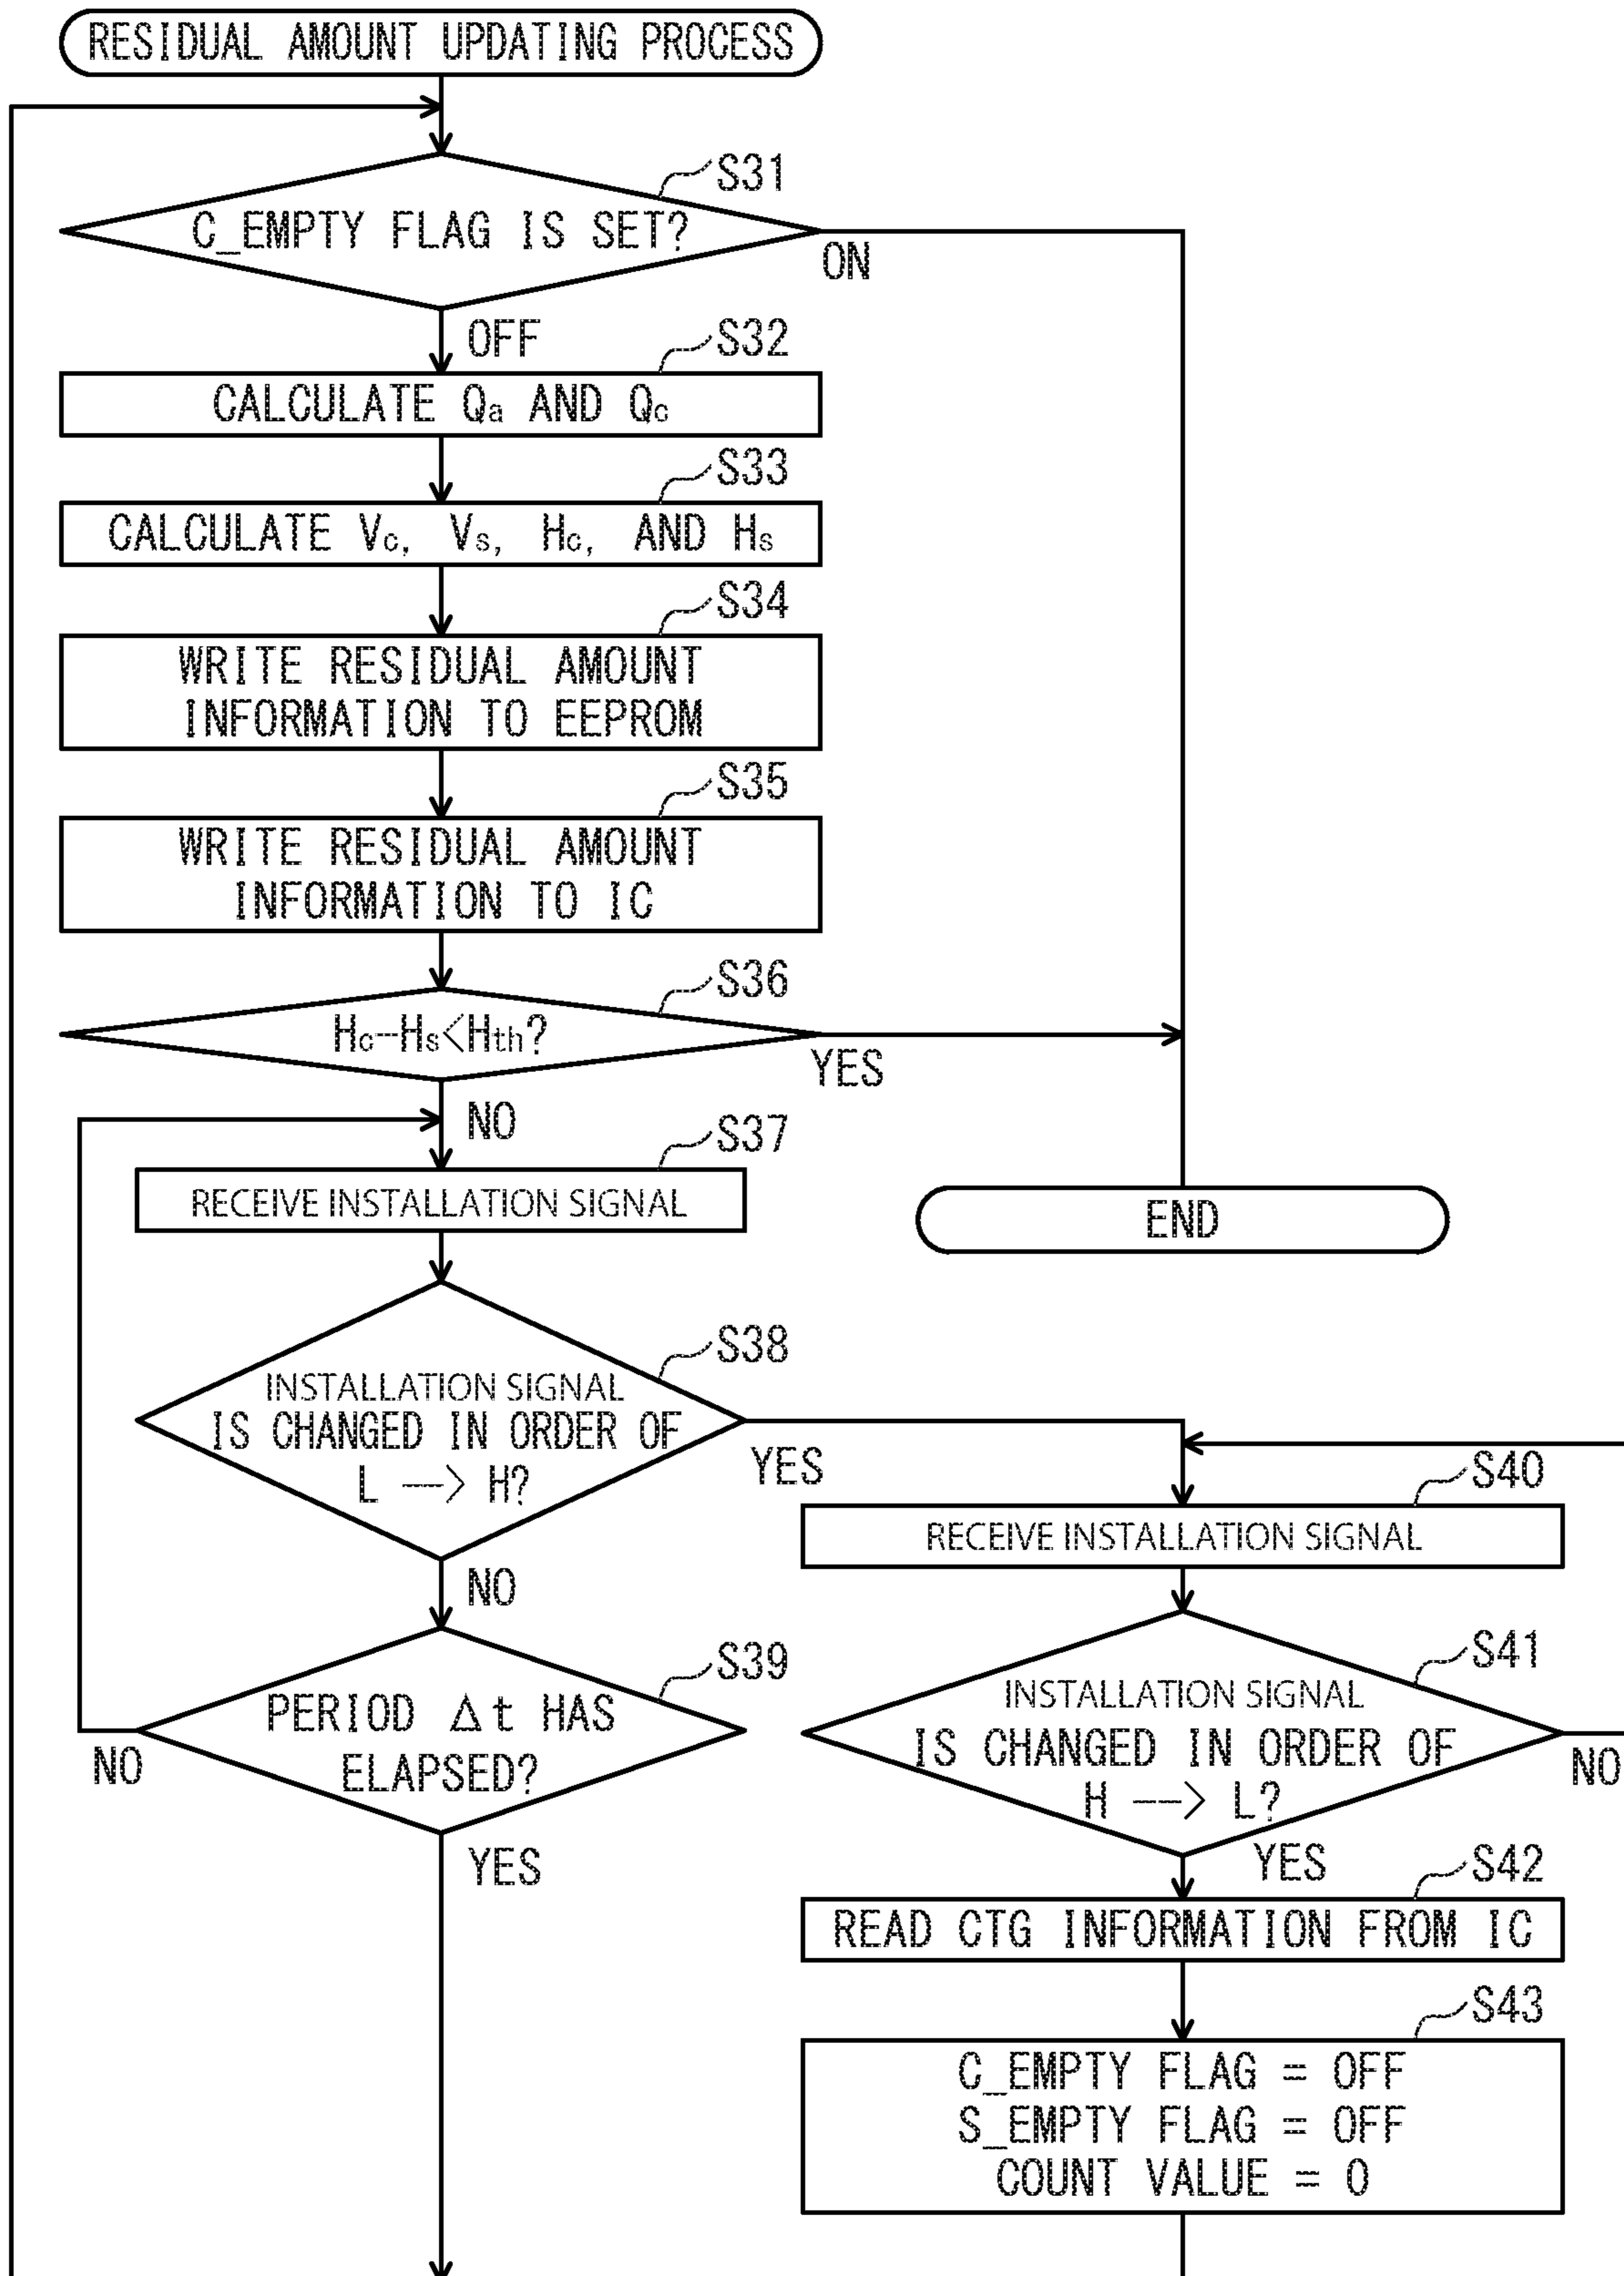 RESIDUAL AMOUNT UPDATING PROCESS
S31
C_EMPTY FLAG IS SET?
ON
OFF
S32
CALCULATE Qa AND Qc
S33
CALCULATE Vc, Vs, Hc, AND Hs
S34
WRITE RESIDUAL AMOUNT
INFORMATION TO EEPROM
S35
WRITE RESIDUAL AMOUNT
INFORMATION TO IC
S36
Hc-Hs<Hth?
YES
NO
S37
RECEIVE INSTALLATION SIGNAL
END
S38
INSTALLATION SIGNAL
IS CHANGED IN ORDER OF
L --> H?
YES
NO
S39
PERIOD Δt HAS
ELAPSED?
NO
YES
S40
RECEIVE INSTALLATION SIGNAL
S41
INSTALLATION SIGNAL
IS CHANGED IN ORDER OF
H --> L?
NO
YES
S42
READ CTG INFORMATION FROM IC
S43
C_EMPTY FLAG = OFF
S_EMPTY FLAG = OFF
COUNT VALUE = 0